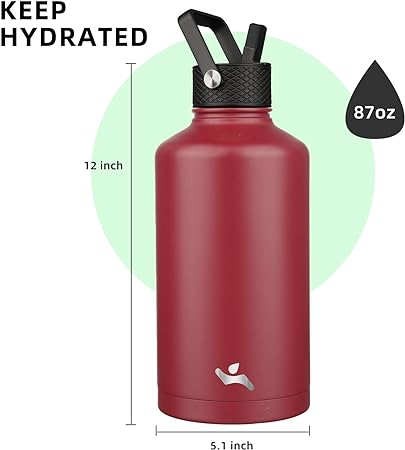 KEEP
HYDRATED
87oz
12 inch
5.1 inch